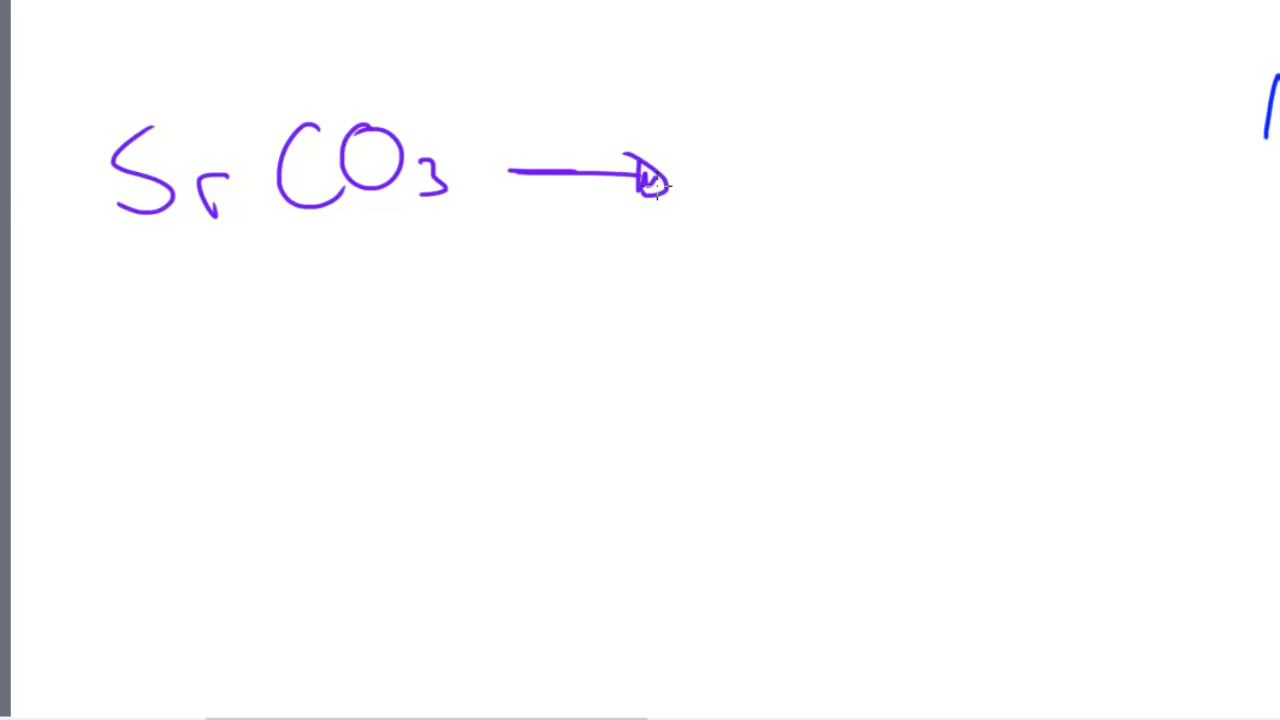 SrCO₃ →